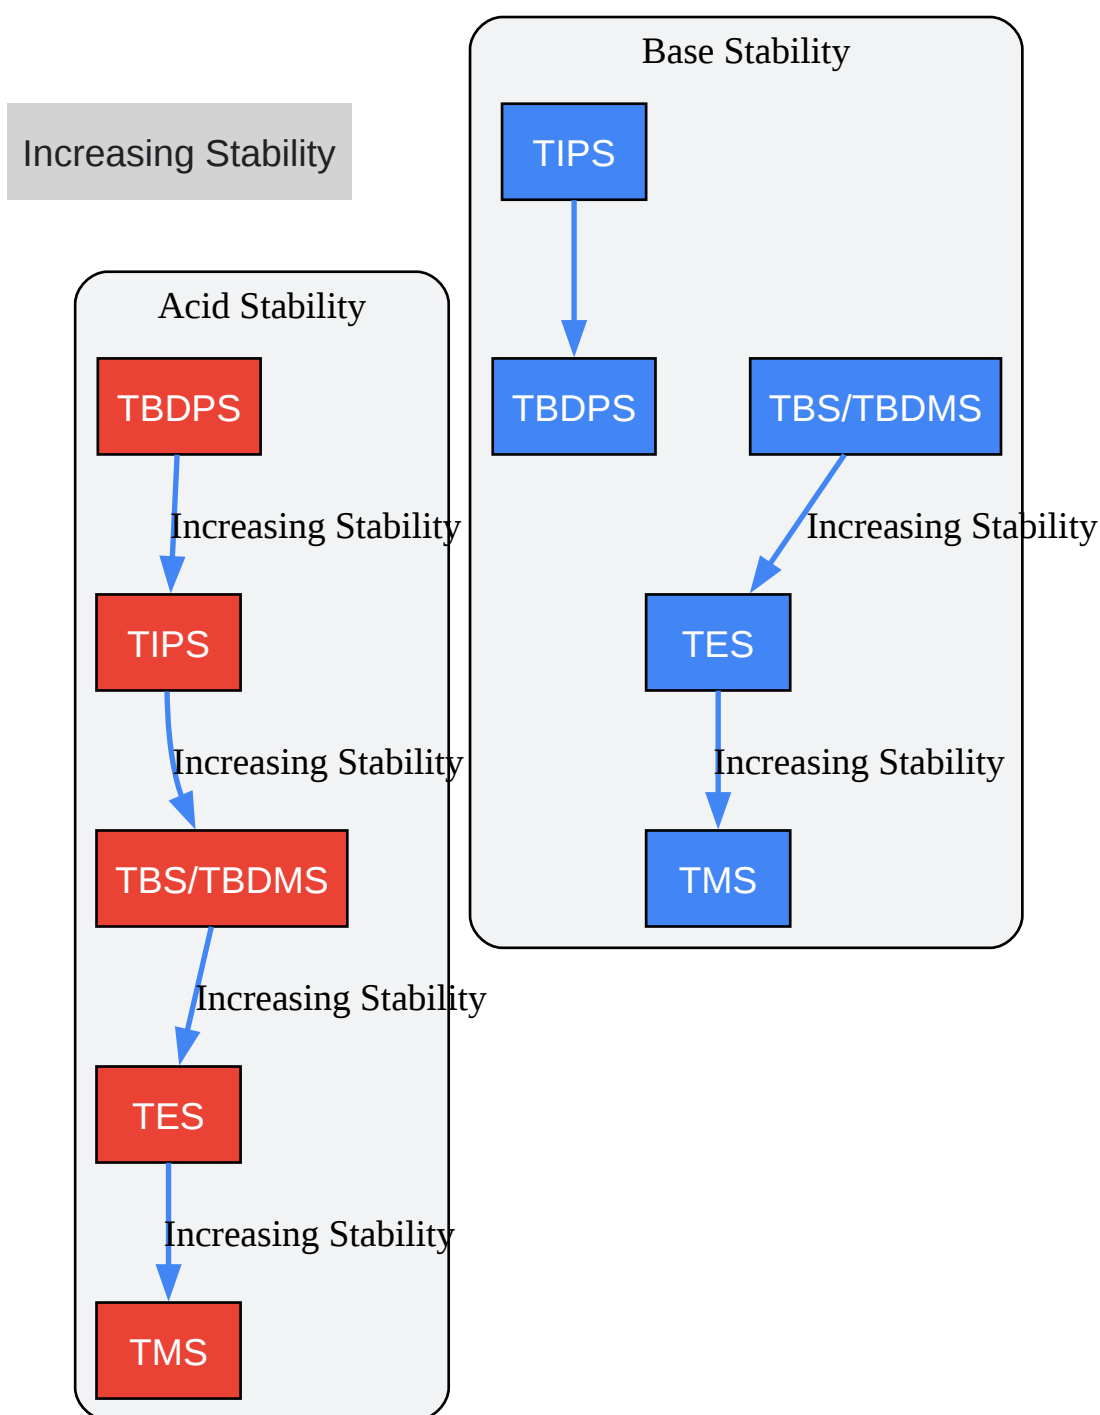 Increasing Stability
Acid Stability
TBDPS
Increasing Stability
TIPS
Increasing Stability
TBS/TBDMS
Increasing Stability
TES
Increasing Stability
TMS
Base Stability
TIPS
TBDPS
TBS/TBDMS
Increasing Stability
TES
Increasing Stability
TMS